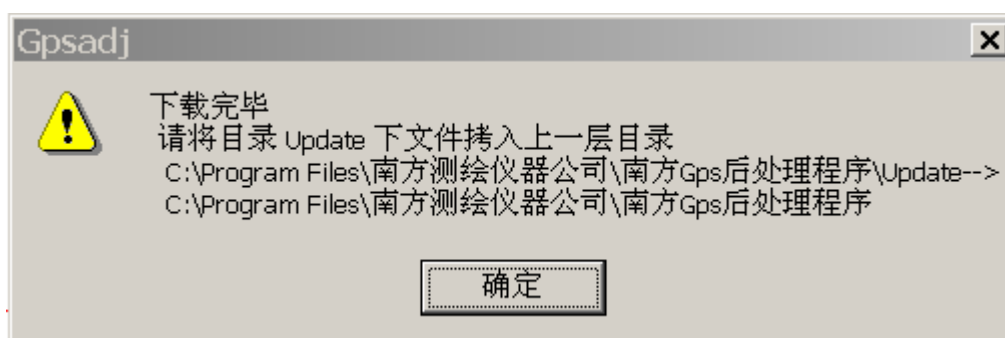 Gpsadj
下载完毕
请将目录 Update 下文件拷入上一层目录
C:\Program Files\南方测绘仪器公司\南方Gps后处理程序\Update-->
C:\Program Files\南方测绘仪器公司\南方Gps后处理程序
确定